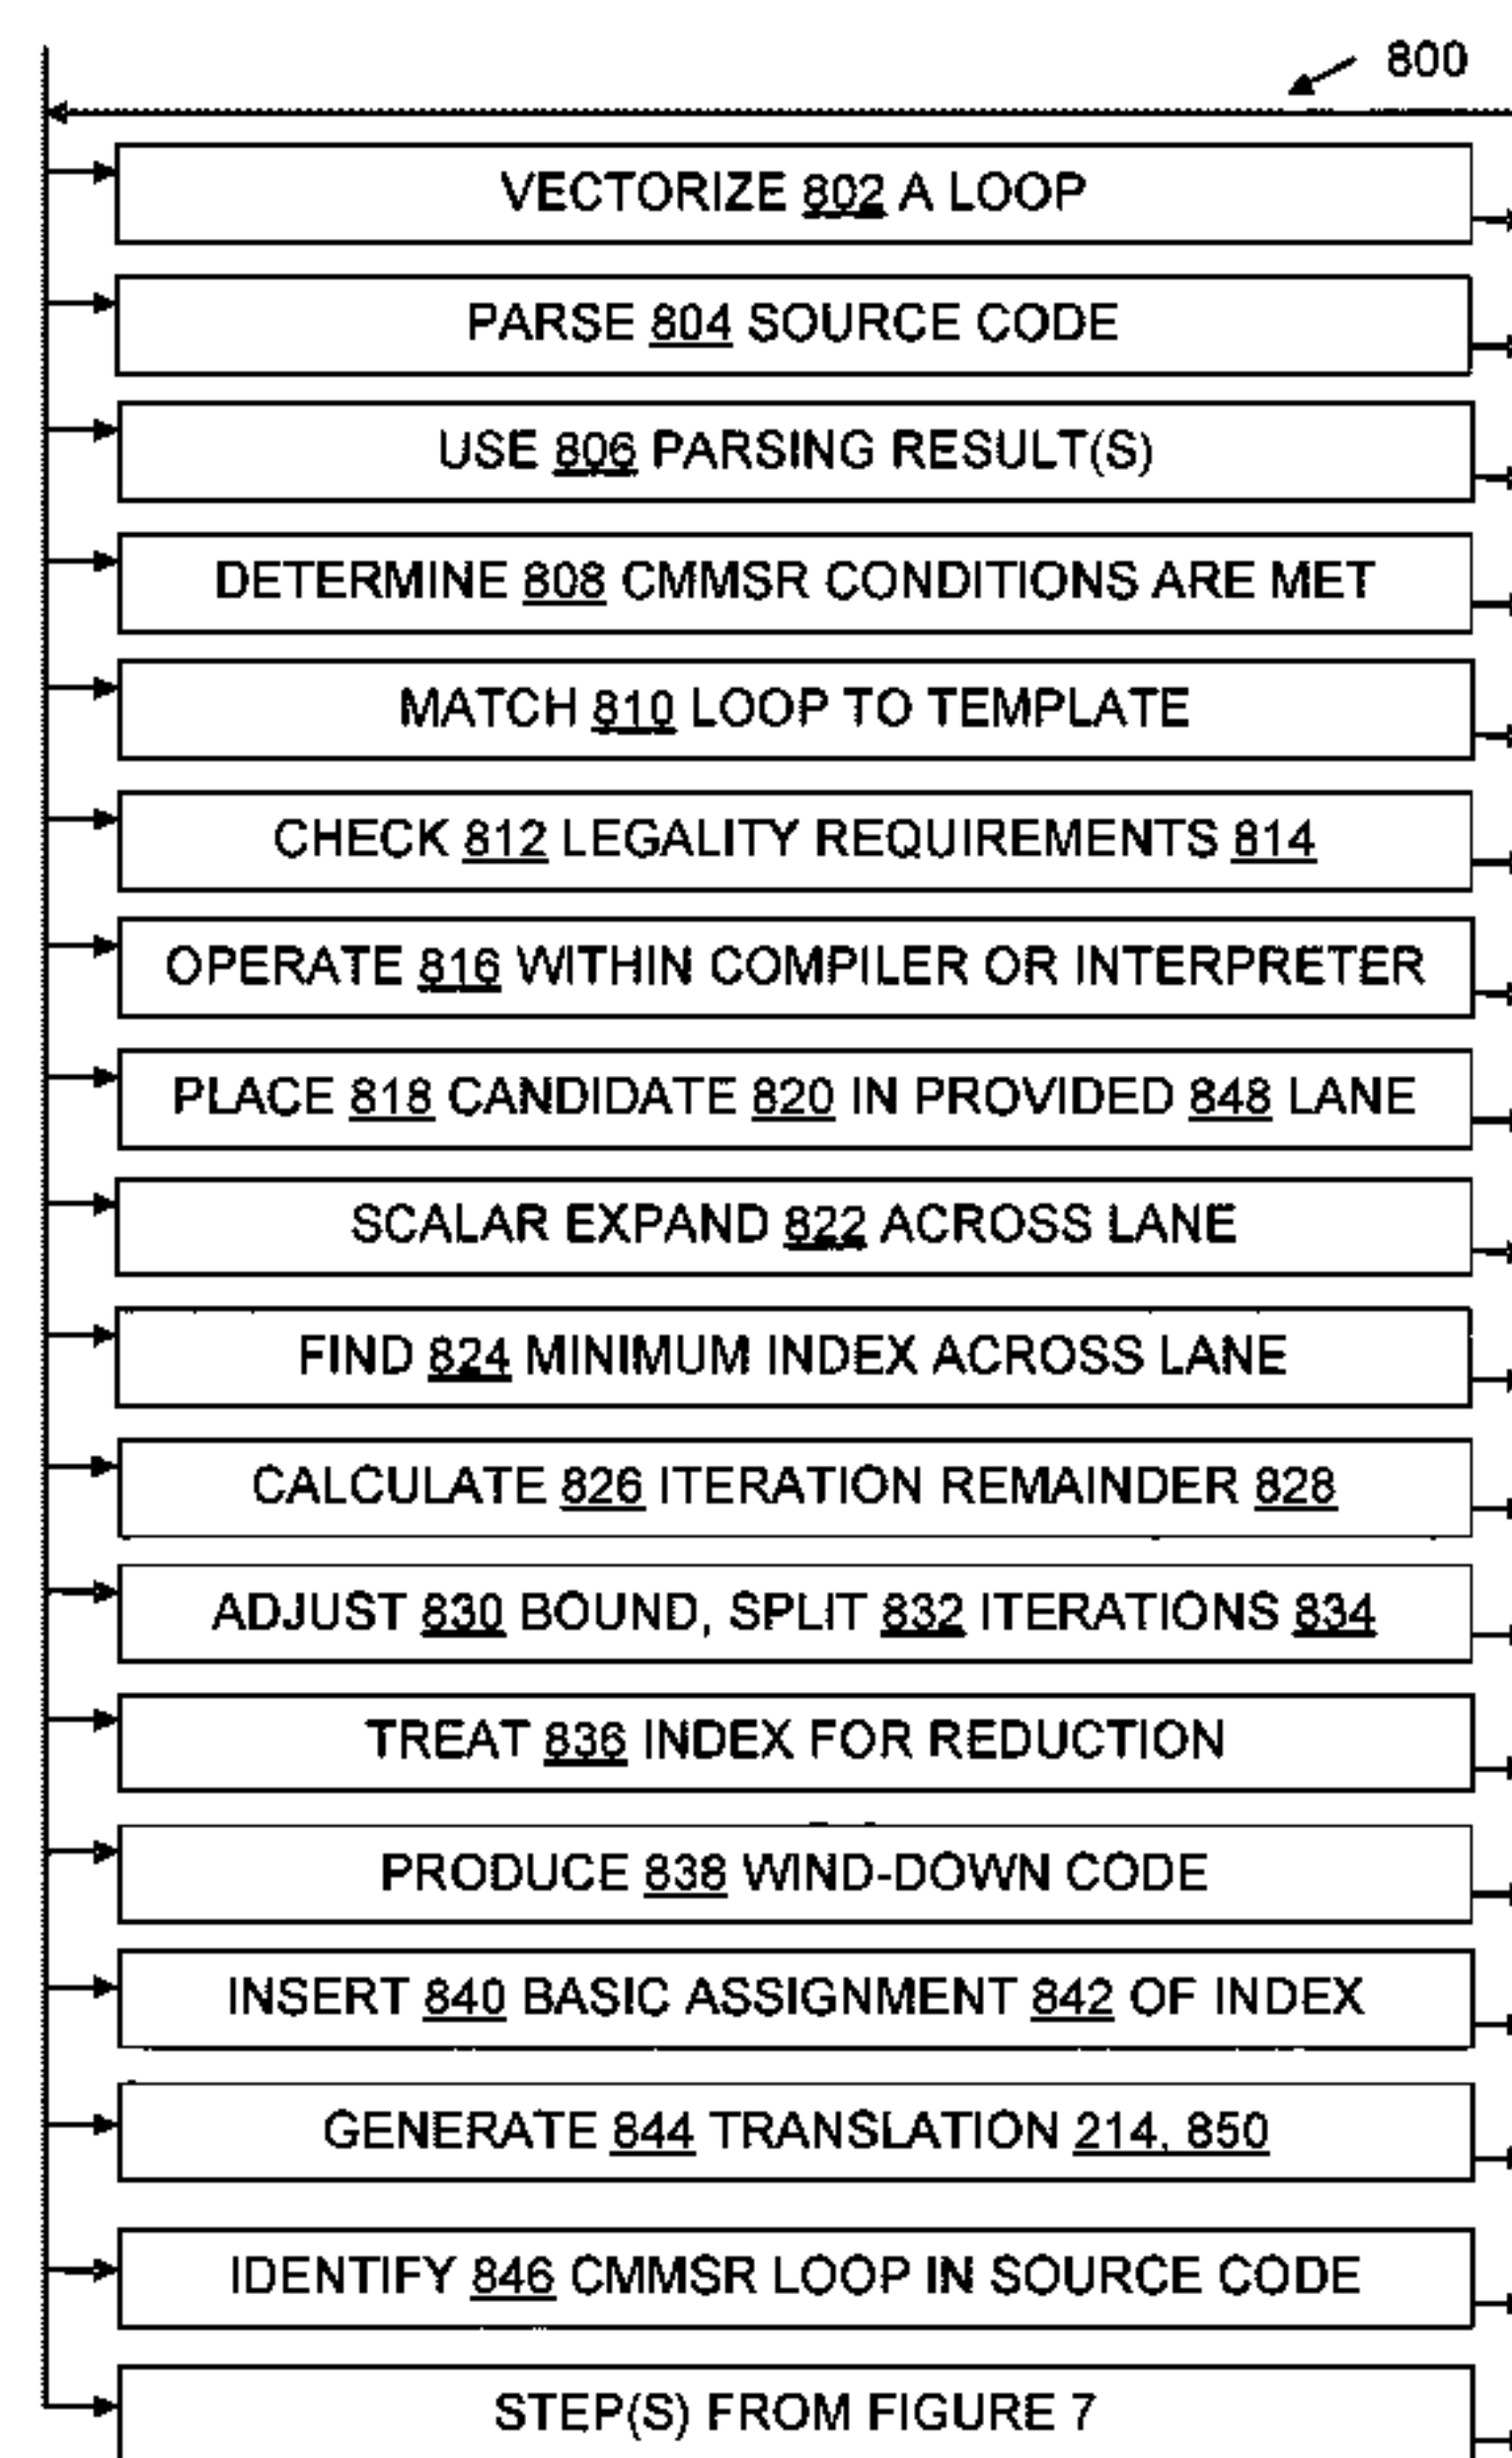 800
VECTORIZE 802 A LOOP
PARSE 804 SOURCE CODE
USE 806 PARSING RESULT(S)
DETERMINE 808 CMMSR CONDITIONS ARE MET
MATCH 810 LOOP TO TEMPLATE
CHECK 812 LEGALITY REQUIREMENTS 814
OPERATE 816 WITHIN COMPILER OR INTERPRETER
PLACE 818 CANDIDATE 820 IN PROVIDED 848 LANE
SCALAR EXPAND 822 ACROSS LANE
FIND 824 MINIMUM INDEX ACROSS LANE
CALCULATE 826 ITERATION REMAINDER 828
ADJUST 830 BOUND, SPLIT 832 ITERATIONS 834
TREAT 836 INDEX FOR REDUCTION
PRODUCE 838 WIND-DOWN CODE
INSERT 840 BASIC ASSIGNMENT 842 OF INDEX
GENERATE 844 TRANSLATION 214, 850
IDENTIFY 846 CMMSR LOOP IN SOURCE CODE
STEP(S) FROM FIGURE 7